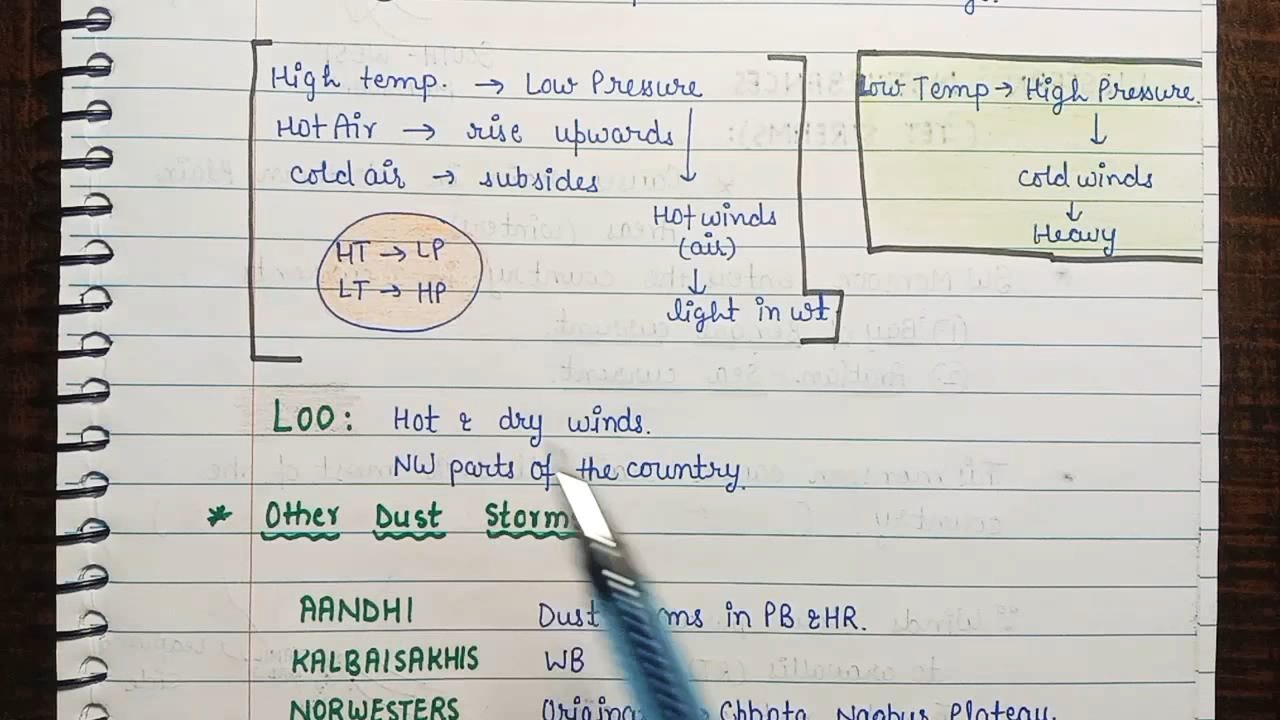 High temp. → Low Pressure
Hot Air → rise upwards
cold air → subsides
Hot winds
(air)
↓
light in wt.
HT → LP
LT → HP
Low Temp → High Pressure.
↓
cold winds
↓
Heavy
LOO: Hot & dry winds.
NW parts of the country.
* Other Dust Storms
AANDHI Dust in PB & HR.
KALBAISAKHIS WB
NORWESTERS Chhota Nagpur Plateau.